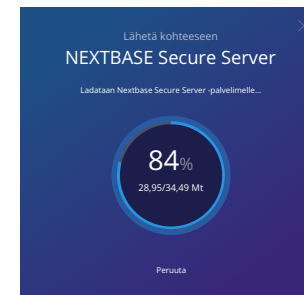 Lähetä kohteeseen
NEXTBASE Secure Server
Ladataan Nextbase Secure Server -palvelimelle...
84%
28,95/34,49 Mt
Peruuta